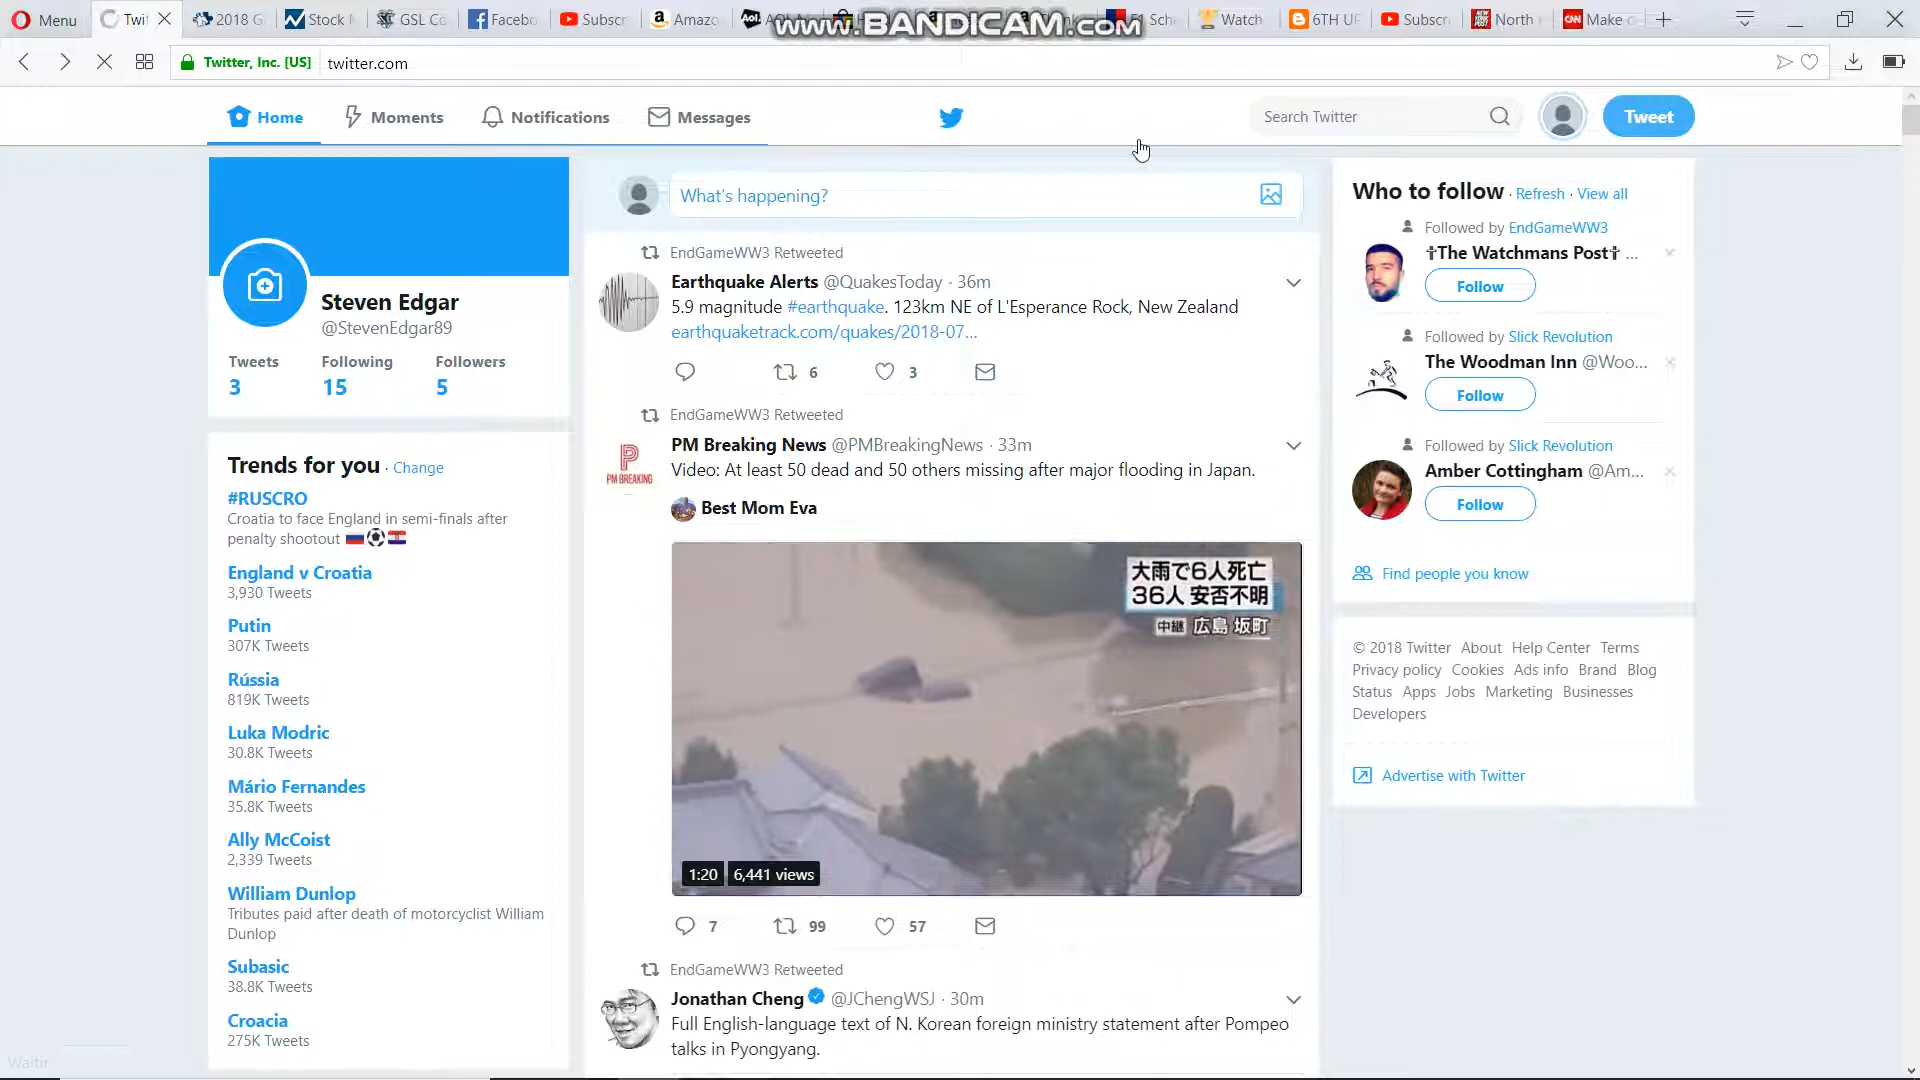 Menu
Twi
2018 G
Stock
GSL Co
Facebo
Subscr
Amazo
Watch
6TH UF
Subscr
North
Make
www.BANDICAM.com
Twitter, Inc. [US]
twitter.com
Home
Moments
Notifications
Messages
Search Twitter
Tweet
Steven Edgar
@StevenEdgar89
Tweets Following Followers
3 15 5
Trends for you · Change
#RUSCRO
Croatia to face England in semi-finals after
penalty shootout
England v Croatia
3,930 Tweets
Putin
307K Tweets
Rússia
819K Tweets
Luka Modric
30.8K Tweets
Mário Fernandes
35.8K Tweets
Ally McCoist
2,339 Tweets
William Dunlop
Tributes paid after death of motorcyclist William
Dunlop
Subasic
38.8K Tweets
Croacia
275K Tweets
What's happening?
EndGameWW3 Retweeted
Earthquake Alerts @QuakesToday · 36m
5.9 magnitude #earthquake. 123km NE of L'Esperance Rock, New Zealand
earthquaketrack.com/quakes/2018-07...
6 3
EndGameWW3 Retweeted
PM Breaking News @PMBreakingNews · 33m
Video: At least 50 dead and 50 others missing after major flooding in Japan.
P
PM BREAKING
Best Mom Eva
大雨で6人死亡
36人 安否不明
中継 広島 坂町
1:20 6,441 views
7 99 57
EndGameWW3 Retweeted
Jonathan Cheng @JChengWSJ · 30m
Full English-language text of N. Korean foreign ministry statement after Pompeo
talks in Pyongyang.
Who to follow · Refresh · View all
Followed by EndGameWW3
†The Watchmans Post† ...
Follow
Followed by Slick Revolution
The Woodman Inn @Woo...
Follow
Followed by Slick Revolution
Amber Cottingham @Am...
Follow
Find people you know
© 2018 Twitter About Help Center Terms
Privacy policy Cookies Ads info Brand Blog
Status Apps Jobs Marketing Businesses
Developers
Advertise with Twitter
Waitir